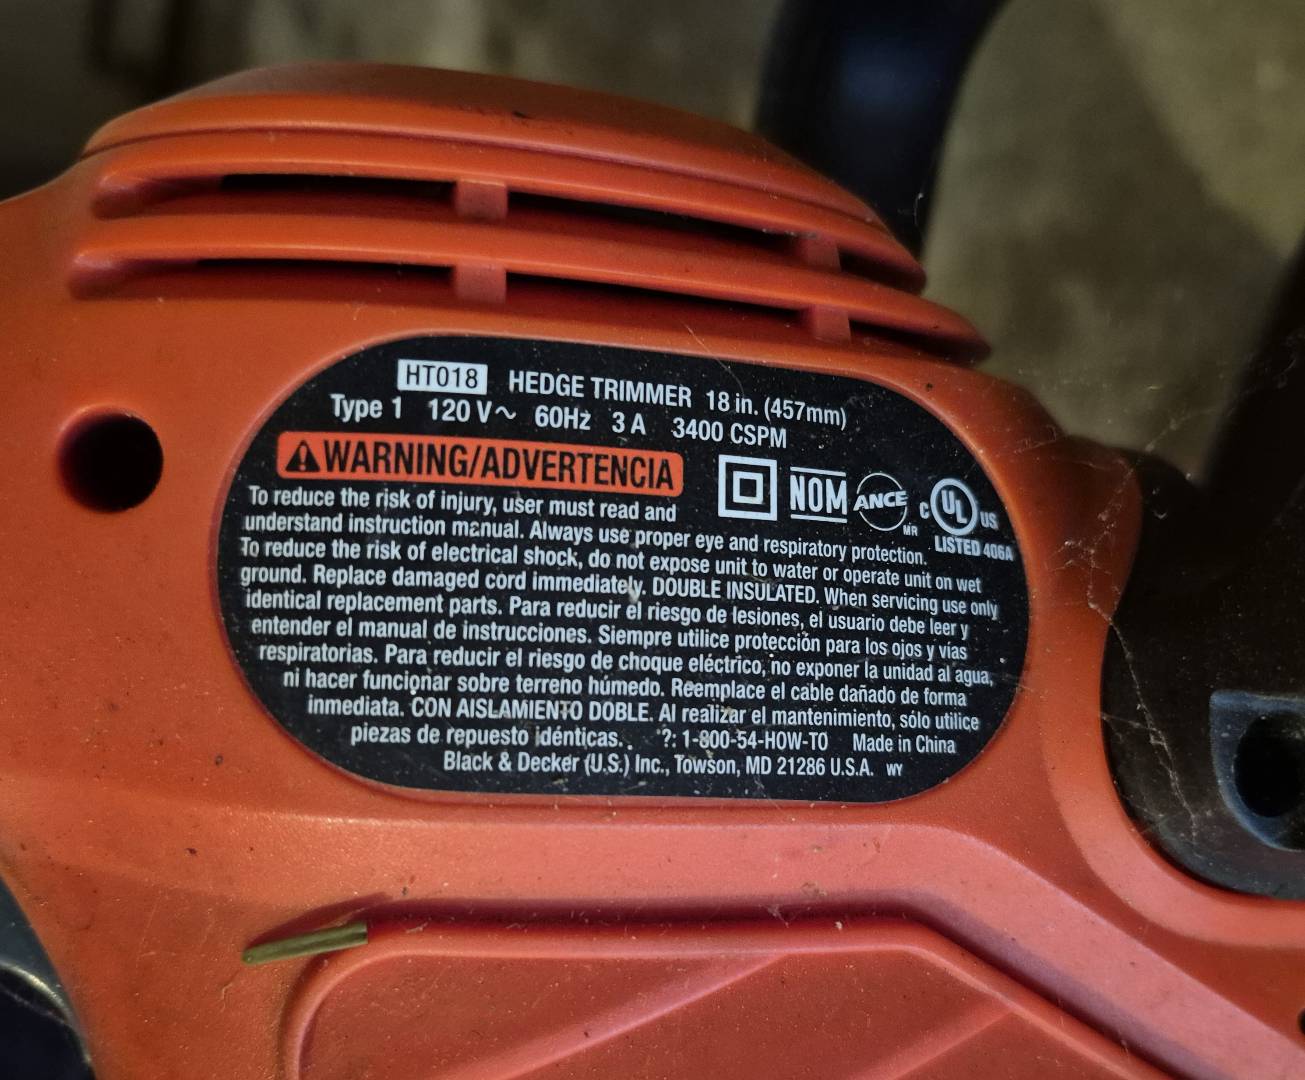 HT018 HEDGE TRIMMER 18 in. (457mm)
Type 1 120 V~ 60Hz 3 A 3400 CSPM
⚠WARNING/ADVERTENCIA
NOM ANCE MR C UL US
LISTED 406A
To reduce the risk of injury, user must read and
understand instruction manual. Always use proper eye and respiratory protection.
To reduce the risk of electrical shock, do not expose unit to water or operate unit on wet
ground. Replace damaged cord immediately. DOUBLE INSULATED. When servicing use only
identical replacement parts. Para reducir el riesgo de lesiones, el usuario debe leer y
entender el manual de instrucciones. Siempre utilice protección para los ojos y vías
respiratorias. Para reducir el riesgo de choque eléctrico, no exponer la unidad al agua,
ni hacer funcionar sobre terreno húmedo. Reemplace el cable dañado de forma
inmediata. CON AISLAMIENTO DOBLE. Al realizar el mantenimiento, sólo utilice
piezas de repuesto idénticas. ?: 1-800-54-HOW-TO Made in China
Black & Decker (U.S.) Inc., Towson, MD 21286 U.S.A. WY